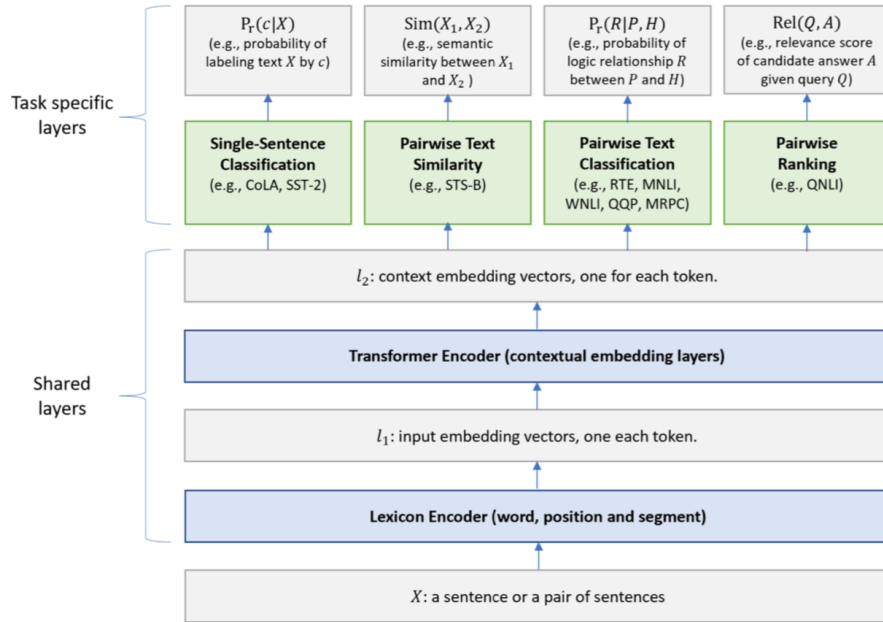 Pr(c|X)
(e.g., probability of
labeling text X by c)
Sim(X1, X2)
(e.g., semantic
similarity between X1
and X2 )
Pr(R|P, H)
(e.g., probability of
logic relationship R
between P and H)
Rel(Q, A)
(e.g., relevance score
of candidate answer A
given query Q)
Task specific
layers
Single-Sentence
Classification
(e.g., CoLA, SST-2)
Pairwise Text
Similarity
(e.g., STS-B)
Pairwise Text
Classification
(e.g., RTE, MNLI,
WNLI, QQP, MRPC)
Pairwise
Ranking
(e.g., QNLI)
l2: context embedding vectors, one for each token.
Transformer Encoder (contextual embedding layers)
Shared
layers
l1: input embedding vectors, one each token.
Lexicon Encoder (word, position and segment)
X: a sentence or a pair of sentences